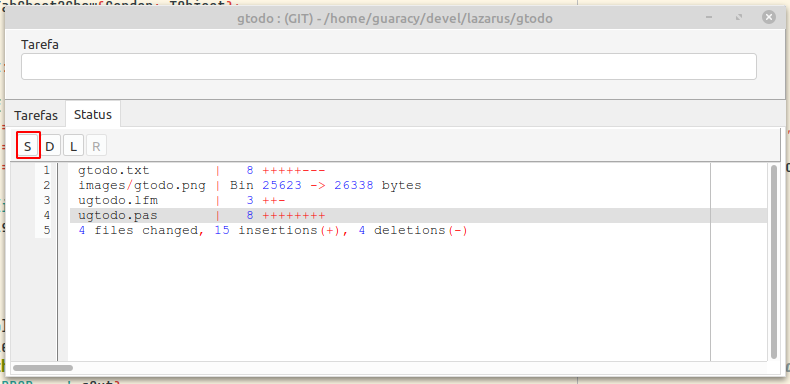 gtodo : (GIT) - /home/guaracy/devel/lazarus/gtodo
Tarefa
Tarefas Status
S D L R
1 gtodo.txt | 8 +++++---
2 images/gtodo.png | Bin 25623 -> 26338 bytes
3 ugtodo.lfm | 3 ++-
4 ugtodo.pas | 8 ++++++++
5 4 files changed, 15 insertions(+), 4 deletions(-)